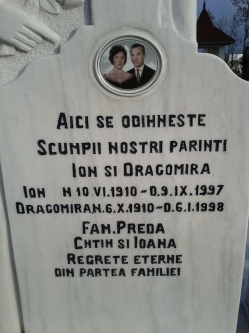 AICI SE ODIHNESTE
SCUMPII NOSTRI PARINTI
ION SI DRAGOMIRA
ION N 10 VI.1910-D.9.IX.1997
DRAGOMIRA N.6.X.1910-D.6.I.1998
FAM. PREDA
CHTIN SI IOANA
REGRETE ETERNE
DIN PARTEA FAMILIEI